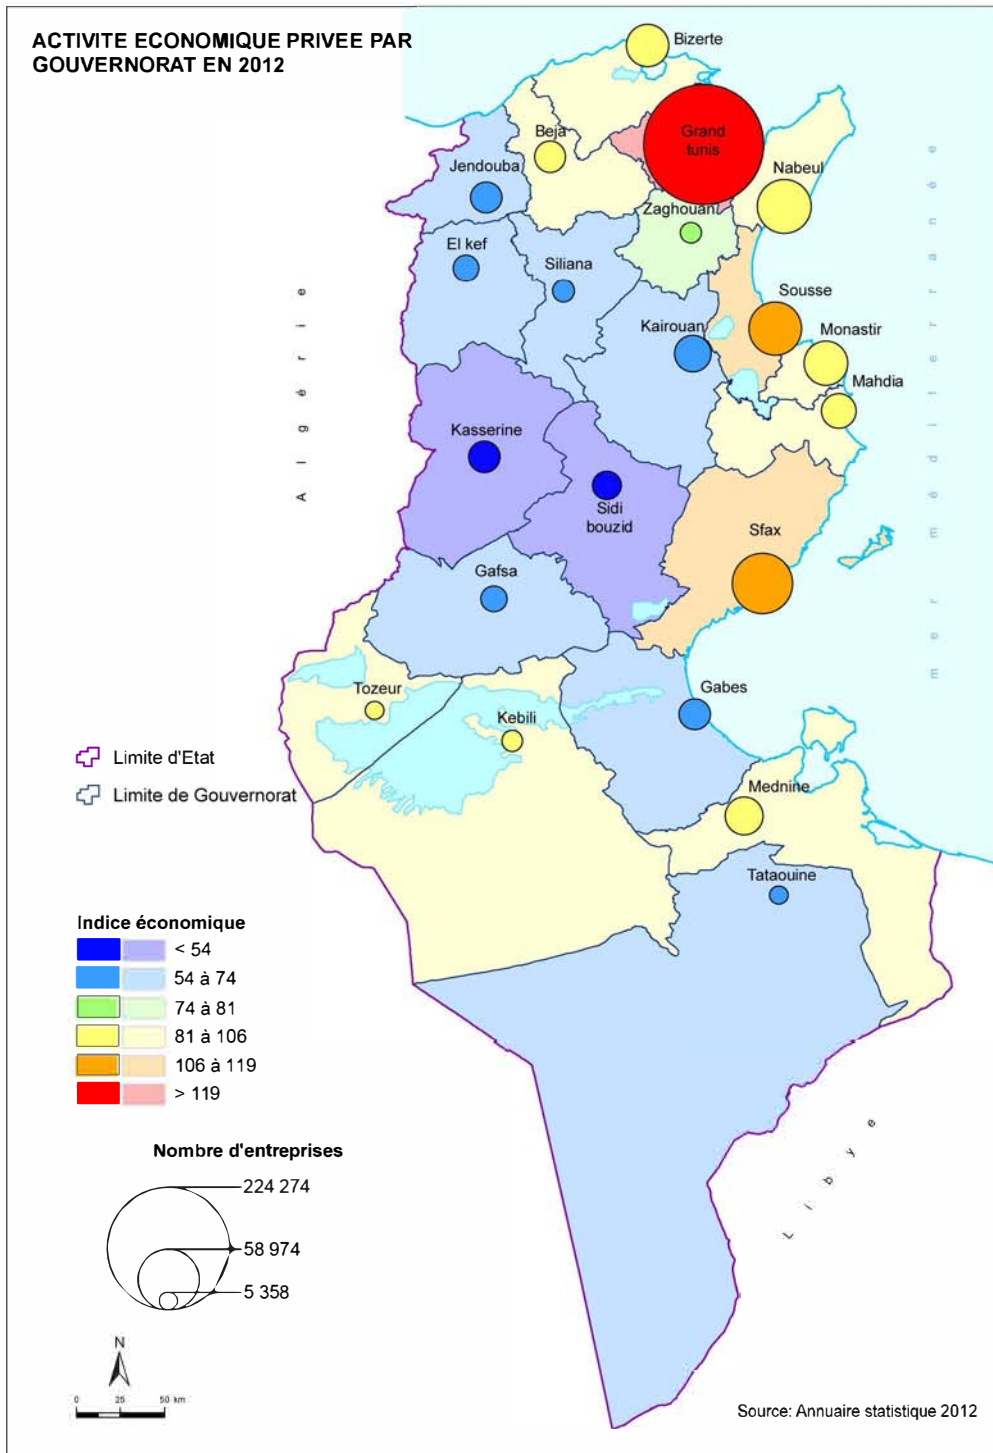 ACTIVITE ECONOMIQUE PRIVEE PAR
GOUVERNORAT EN 2012
Bizerte
Grand
tunis
Beja
Jendouba
Nabeul
Zaghouan
El kef
Siliana
Sousse
Kairouan
Monastir
Mahdia
Kasserine
Sidi
bouzid
Sfax
Gafsa
Tozeur
Kebili
Gabes
Mednine
Tataouine
Algérie
mer méditerranée
Libye
Limite d'Etat
Limite de Gouvernorat
Indice économique
< 54
54 à 74
74 à 81
81 à 106
106 à 119
> 119
Nombre d'entreprises
224 274
58 974
5 358
N
0 25 50 km
Source: Annuaire statistique 2012